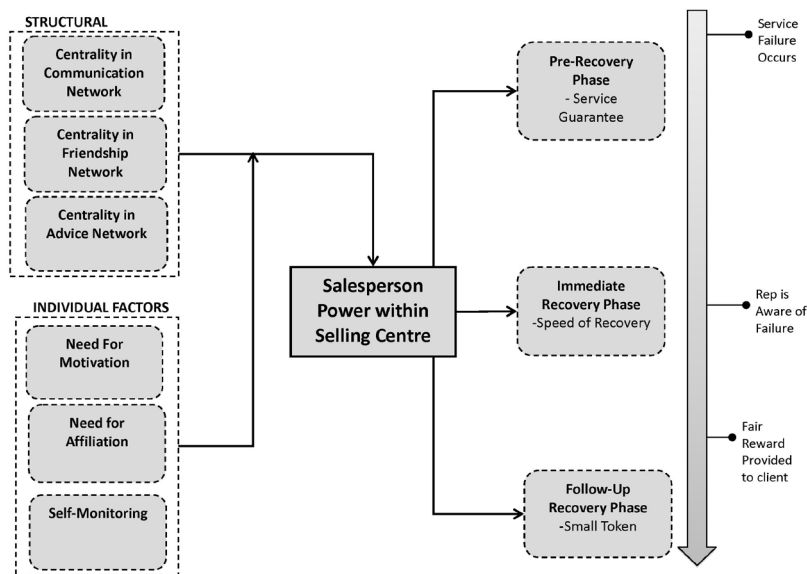 STRUCTURAL
Centrality in
Communication
Network
Centrality in
Friendship
Network
Centrality in
Advice Network
INDIVIDUAL FACTORS
Need For
Motivation
Need for
Affiliation
Self-Monitoring
Salesperson
Power within
Selling Centre
Pre-Recovery
Phase
- Service
Guarantee
Immediate
Recovery Phase
-Speed of Recovery
Follow-Up
Recovery Phase
-Small Token
Service
Failure
Occurs
Rep is
Aware of
Failure
Fair
Reward
Provided
to client